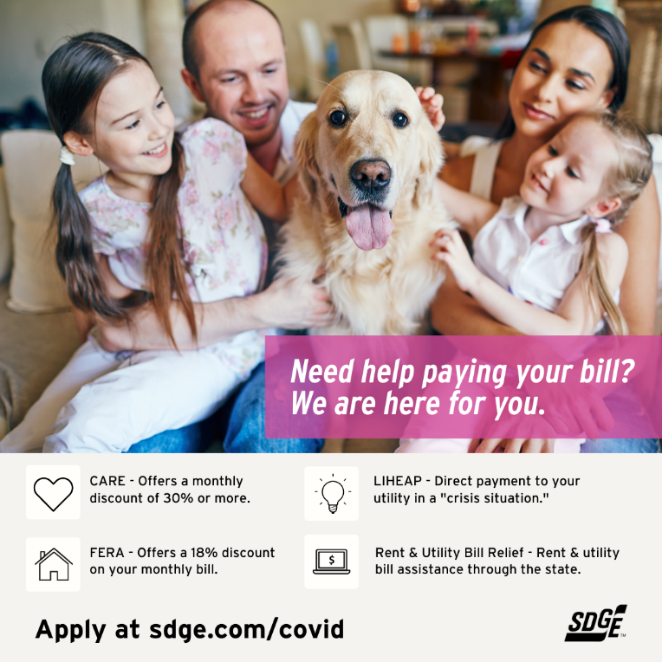 Need help paying your bill?
We are here for you.
CARE - Offers a monthly
discount of 30% or more.
LIHEAP - Direct payment to your
utility in a "crisis situation."
FERA - Offers a 18% discount
on your monthly bill.
$
Rent & Utility Bill Relief - Rent & utility
bill assistance through the state.
Apply at sdge.com/covid
SDGE™